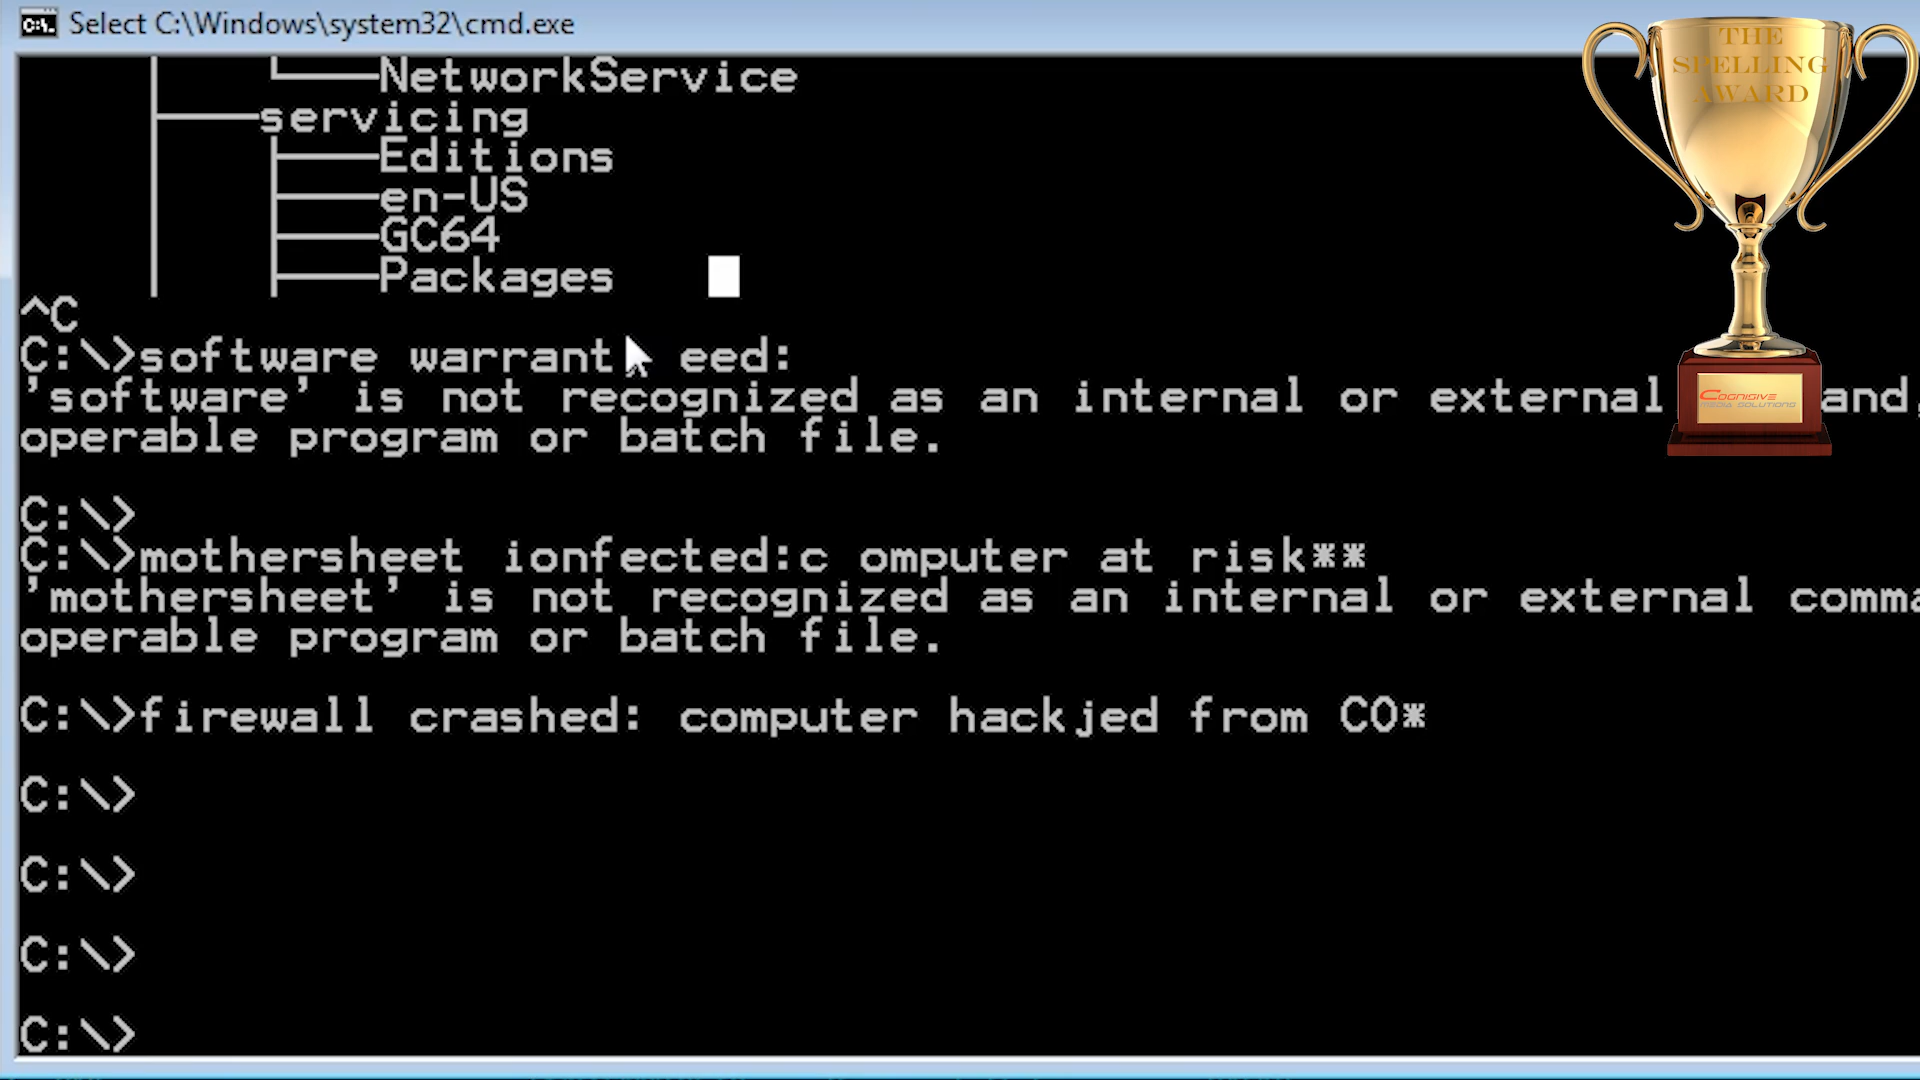 Select C:\Windows\system32\cmd.exe
THE
SPELLING
AWARD
NetworkService
servicing
Editions
en-US
GC64
Packages
^C
C:\>software warrant eed:
'software' is not recognized as an internal or external and,
operable program or batch file.
COGNISIVE
MEDIA SOLUTIONS
C:\>
C:\>mothersheet ionfected:c omputer at risk**
'mothersheet' is not recognized as an internal or external comma
operable program or batch file.
C:\>firewall crashed: computer hackjed from CO*
C:\>
C:\>
C:\>
C:\>